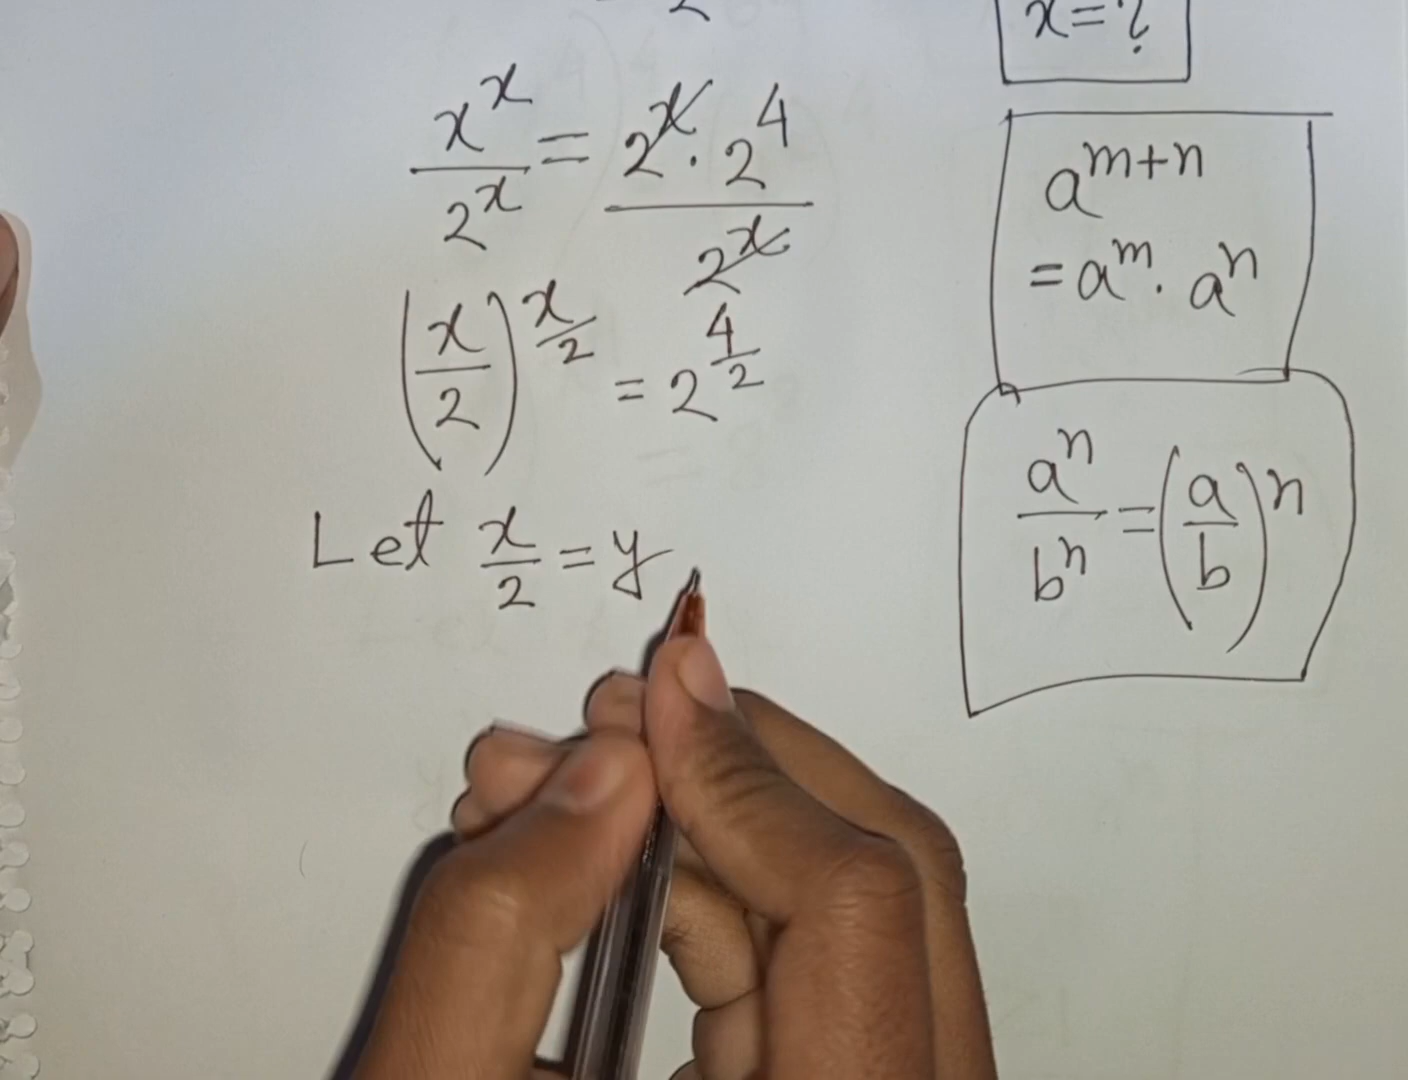 x = ?
x^x / 2^x = 2^x · 2^4 / 2^x
(x/2)^(x/2) = 2^(4/2)
Let x/2 = y
a^(m+n)
= a^m · a^n
a^n / b^n = (a/b)^n